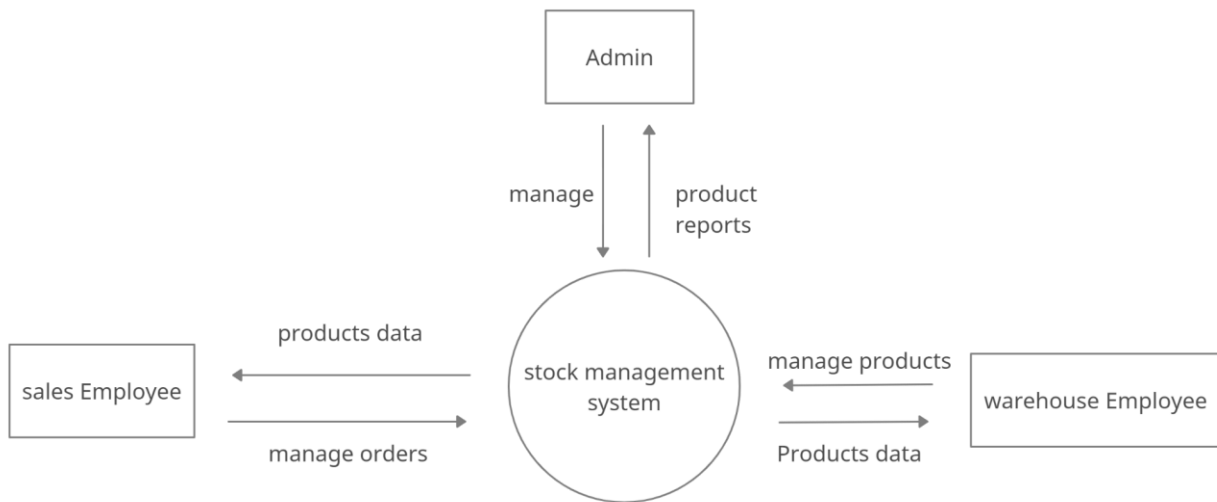 Admin
manage
product
reports
products data
sales Employee
manage orders
stock management
system
manage products
warehouse Employee
Products data